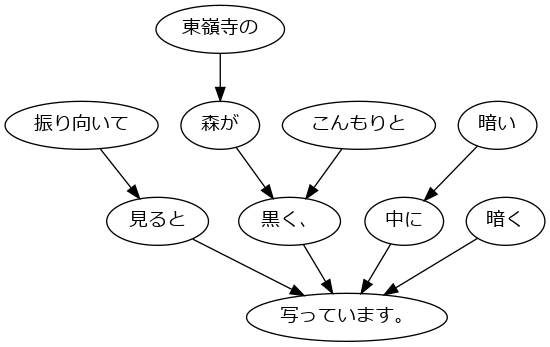 東嶺寺の
振り向いて
森が
こんもりと
暗い
見ると
黒く、
中に
暗く
写っています。